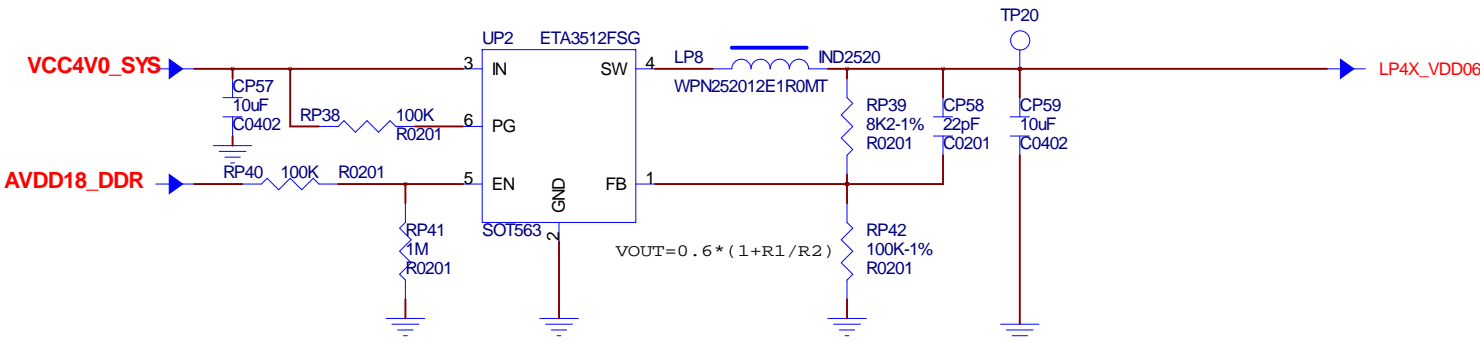 TP20
UP2 ETA3512FSG
VCC4V0_SYS
3 IN
SW 4
LP8
IND2520
WPN252012E1R0MT
LP4X_VDD06
CP57
10uF
C0402
RP38
100K
R0201
6 PG
RP39
8K2-1%
R0201
CP58
22pF
C0201
CP59
10uF
C0402
AVDD18_DDR
RP40
100K
R0201
5 EN
GND
FB 1
RP41
1M
R0201
SOT563
2
VOUT=0.6*(1+R1/R2)
RP42
100K-1%
R0201